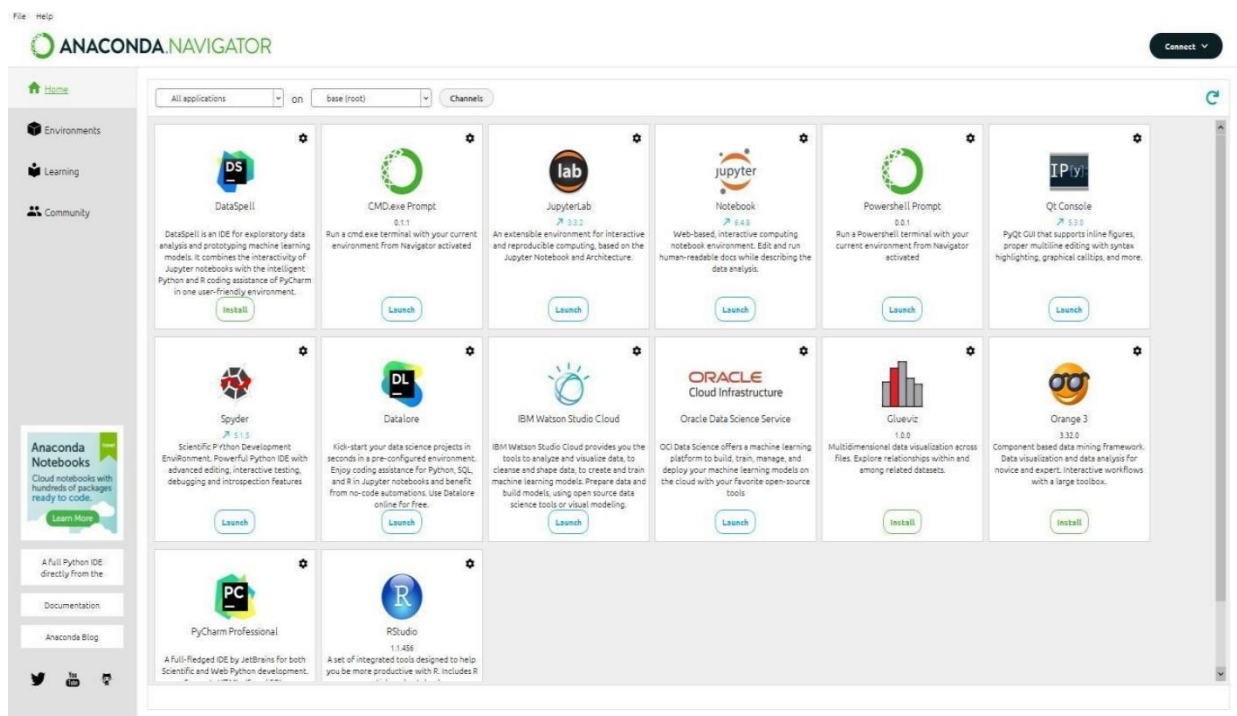 File Help
ANACONDA.NAVIGATOR
Connect
Home
Environments
Learning
Community
All applications on base (root) Channels
DS
DataSpell
DataSpell is an IDE for exploratory data
analysis and prototyping machine learning
models. It combines the interactivity of
Jupyter notebooks with the intelligent
Python and R coding assistance of PyCharm
in one user-friendly environment.
Install
CMD.exe Prompt
0.1.1
Run a cmd.exe terminal with your current
environment from Navigator activated
Launch
lab
JupyterLab
3.3.2
An extensible environment for interactive
and reproducible computing, based on the
Jupyter Notebook and Architecture.
Launch
jupyter
Notebook
6.4.8
Web-based, interactive computing
notebook environment. Edit and run
human-readable docs while describing the
data analysis.
Launch
Powershell Prompt
0.0.1
Run a Powershell terminal with your
current environment from Navigator
activated
Launch
IP[y]:
Qt Console
5.3.0
PyQt GUI that supports inline figures,
proper multiline editing with syntax
highlighting, graphical calltips, and more.
Launch
Spyder
5.1.5
Scientific PYthon Development
EnviRonment. Powerful Python IDE with
advanced editing, interactive testing,
debugging and introspection features
Launch
DL
Datalore
Kick-start your data science projects in
seconds in a pre-configured environment.
Enjoy coding assistance for Python, SQL,
and R in Jupyter notebooks and benefit
from no-code automations. Use Datalore
online for free.
Launch
IBM Watson Studio Cloud
IBM Watson Studio Cloud provides you the
tools to analyze and visualize data, to
cleanse and shape data, to create and train
machine learning models. Prepare data and
build models, using open source data
science tools or visual modeling.
Launch
ORACLE
Cloud Infrastructure
Oracle Data Science Service
OCI Data Science offers a machine learning
platform to build, train, manage, and
deploy your machine learning models on
the cloud with your favorite open-source
tools
Launch
Glueviz
1.0.0
Multidimensional data visualization across
files. Explore relationships within and
among related datasets.
Install
Orange 3
3.32.0
Component based data mining framework.
Data visualization and data analysis for
novice and expert. Interactive workflows
with a large toolbox.
Install
PC
PyCharm Professional
A full-fledged IDE by JetBrains for both
Scientific and Web Python development.
R
RStudio
1.1.456
A set of integrated tools designed to help
you be more productive with R. Includes R
Anaconda
Notebooks
Cloud notebooks with
hundreds of packages
ready to code.
Learn More
A full Python IDE
directly from the
Documentation
Anaconda Blog
You
Tube